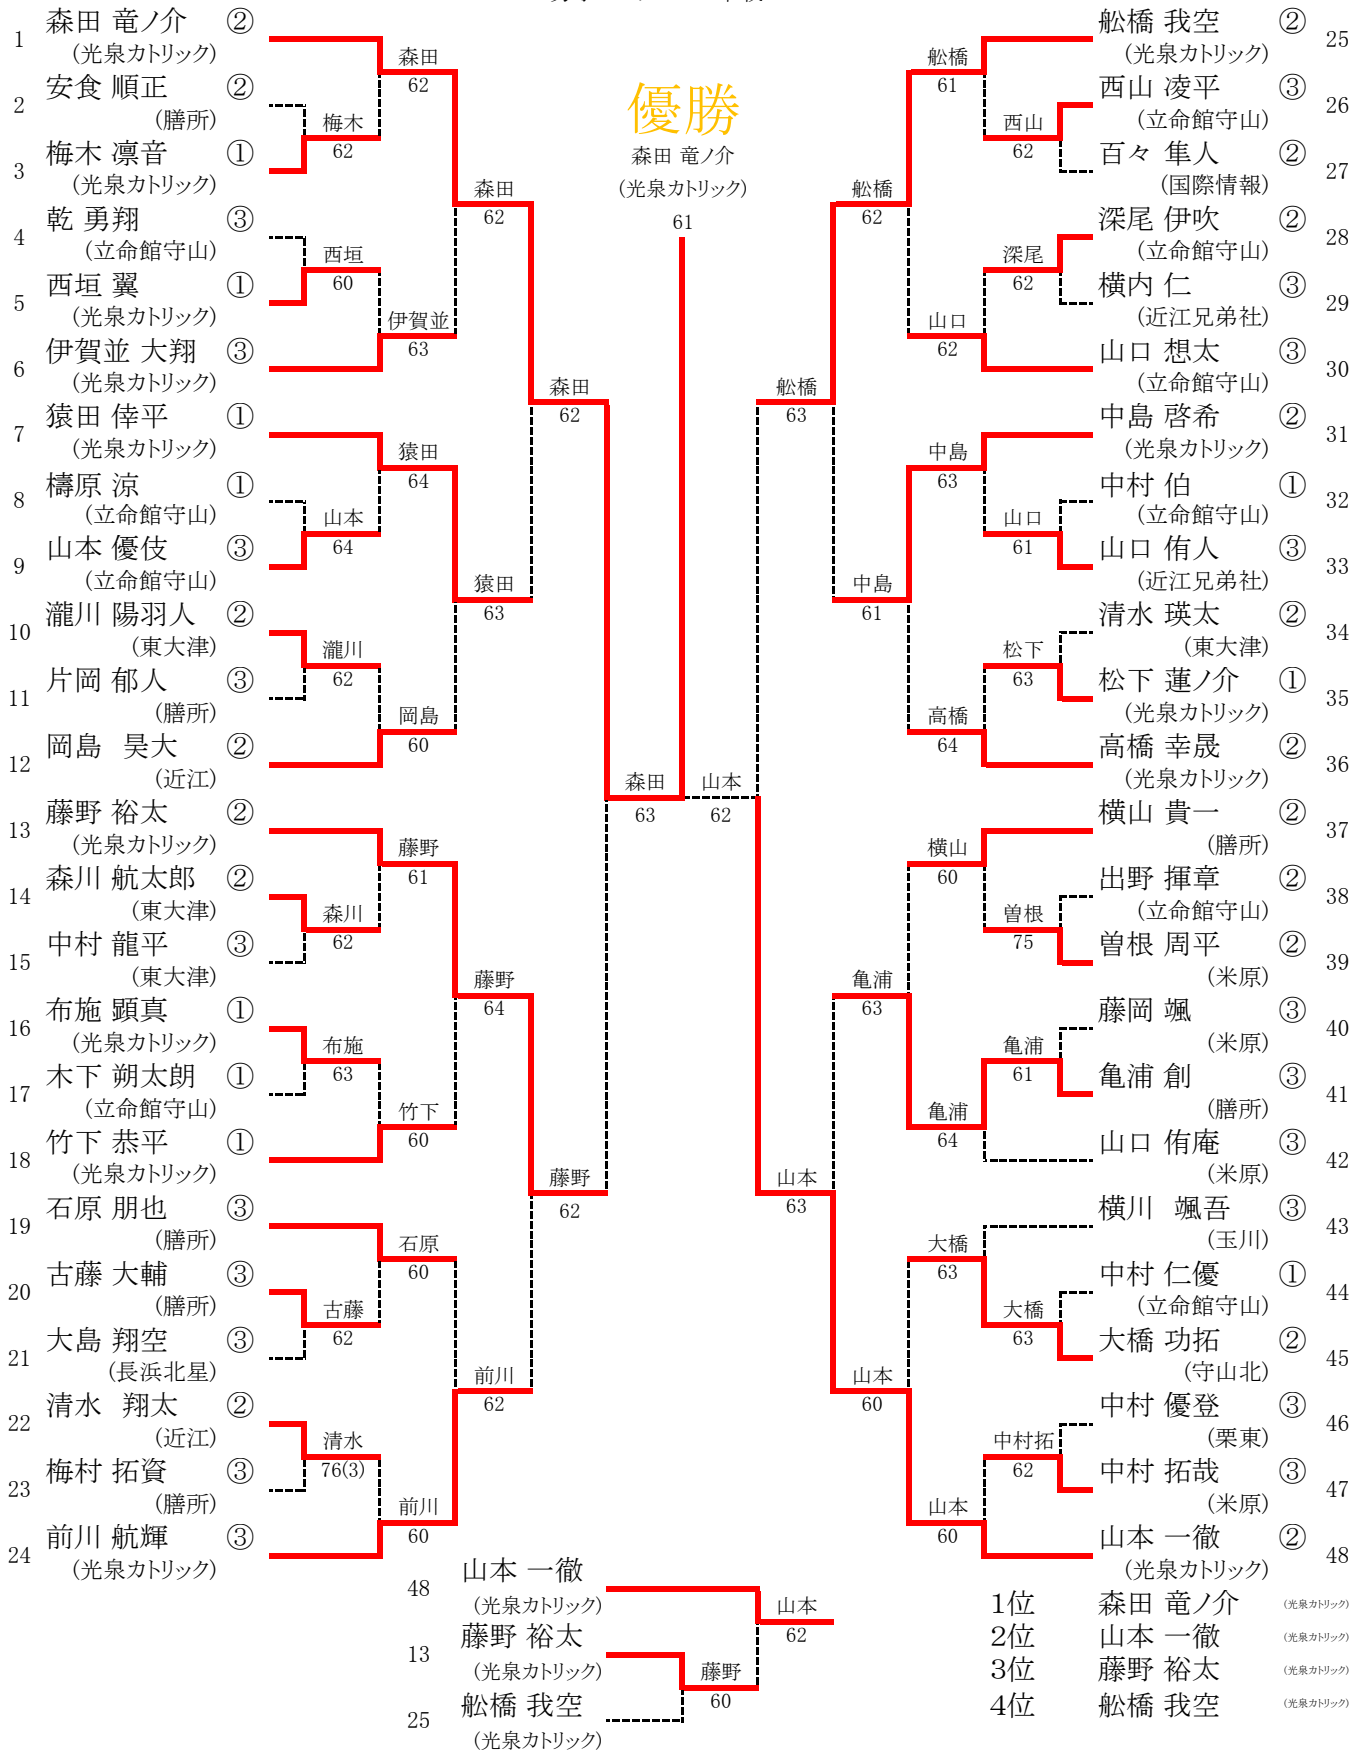 1 森田 竜ノ介 ②
(光泉カトリック)
2 安食 順正 ②
(膳所)
3 梅木 凛音 ①
(光泉カトリック)
4 乾 勇翔 ③
(立命館守山)
5 西垣 翼 ①
(光泉カトリック)
6 伊賀並 大翔 ③
(光泉カトリック)
7 猿田 倖平 ①
(光泉カトリック)
8 檮原 涼 ①
(立命館守山)
9 山本 優伎 ③
(立命館守山)
10 瀧川 陽羽人 ②
(東大津)
11 片岡 郁人 ③
(膳所)
12 岡島 昊大 ②
(近江)
13 藤野 裕太 ②
(光泉カトリック)
14 森川 航太郎 ②
(東大津)
15 中村 龍平 ③
(東大津)
16 布施 顕真 ①
(光泉カトリック)
17 木下 朔太朗 ①
(立命館守山)
18 竹下 恭平 ①
(光泉カトリック)
19 石原 朋也 ③
(膳所)
20 古藤 大輔 ③
(膳所)
21 大島 翔空 ③
(長浜北星)
22 清水 翔太 ②
(近江)
23 梅村 拓資 ③
(膳所)
24 前川 航輝 ③
(光泉カトリック)
梅木
62
西垣
60
山本
64
瀧川
62
森川
62
布施
63
古藤
62
清水
76(3)
森田
62
伊賀並
63
猿田
64
岡島
60
藤野
61
竹下
60
石原
60
前川
60
森田
62
猿田
63
藤野
64
前川
62
森田
62
藤野
62
森田
63
優勝
森田 竜ノ介
(光泉カトリック)
61
山本
62
舩橋
63
山本
63
舩橋
62
中島
61
亀浦
63
山本
60
舩橋
61
山口
62
中島
63
高橋
64
横山
60
亀浦
64
大橋
63
山本
60
西山
62
深尾
62
山口
61
松下
63
曽根
75
亀浦
61
大橋
63
中村拓
62
舩橋 我空 ② 25
(光泉カトリック)
西山 凌平 ③ 26
(立命館守山)
百々 隼人 ② 27
(国際情報)
深尾 伊吹 ② 28
(立命館守山)
横内 仁 ③ 29
(近江兄弟社)
山口 想太 ③ 30
(立命館守山)
中島 啓希 ② 31
(光泉カトリック)
中村 伯 ① 32
(立命館守山)
山口 侑人 ③ 33
(近江兄弟社)
清水 瑛太 ② 34
(東大津)
松下 蓮ノ介 ① 35
(光泉カトリック)
高橋 幸晟 ② 36
(光泉カトリック)
横山 貴一 ② 37
(膳所)
出野 揮章 ② 38
(立命館守山)
曽根 周平 ② 39
(米原)
藤岡 颯 ③ 40
(米原)
亀浦 創 ③ 41
(膳所)
山口 侑庵 ③ 42
(米原)
横川 颯吾 ③ 43
(玉川)
中村 仁優 ① 44
(立命館守山)
大橋 功拓 ② 45
(守山北)
中村 優登 ③ 46
(栗東)
中村 拓哉 ③ 47
(米原)
山本 一徹 ② 48
(光泉カトリック)
48 山本 一徹
(光泉カトリック)
13 藤野 裕太
(光泉カトリック)
25 舩橋 我空
(光泉カトリック)
藤野
60
山本
62
1位 森田 竜ノ介 (光泉カトリック)
2位 山本 一徹 (光泉カトリック)
3位 藤野 裕太 (光泉カトリック)
4位 舩橋 我空 (光泉カトリック)